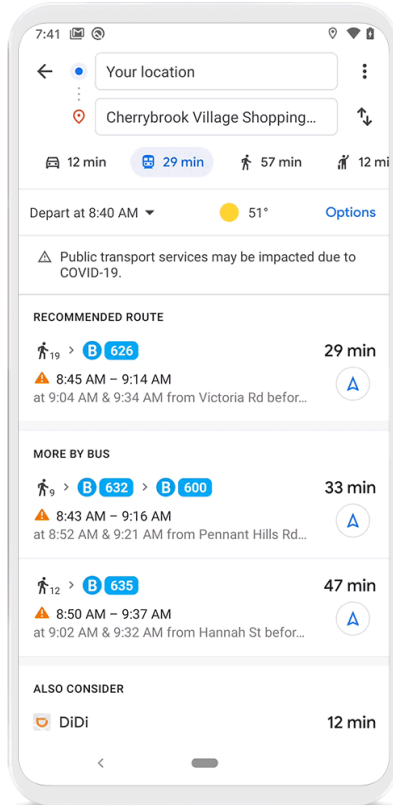 7:41
Your location
Cherrybrook Village Shopping...
12 min
29 min
57 min
12 mi
Depart at 8:40 AM
51°
Options
Public transport services may be impacted due to
COVID-19.
RECOMMENDED ROUTE
19 > B 626 29 min
8:45 AM – 9:14 AM
at 9:04 AM & 9:34 AM from Victoria Rd befor...
MORE BY BUS
9 > B 632 > B 600 33 min
8:43 AM – 9:16 AM
at 8:52 AM & 9:21 AM from Pennant Hills Rd...
12 > B 635 47 min
8:50 AM – 9:37 AM
at 9:02 AM & 9:32 AM from Hannah St befor...
ALSO CONSIDER
DiDi 12 min